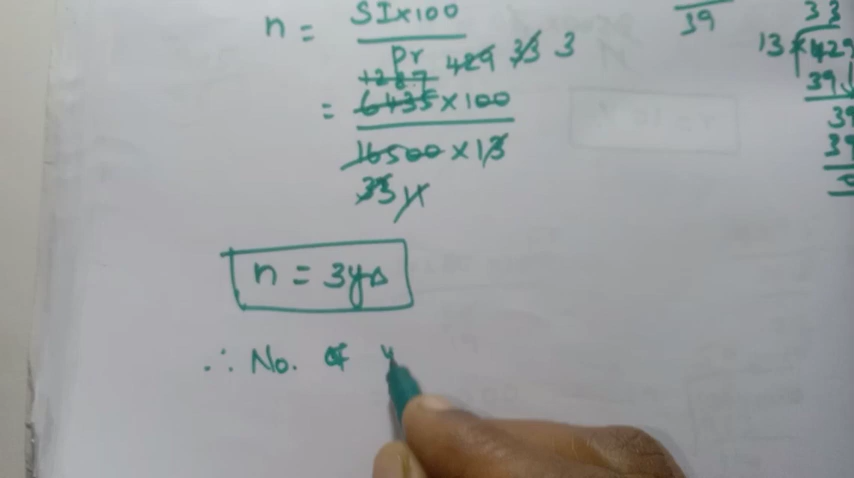 n = SI×100
Pr
1287 429 33 3
= 6435×100
16500×13
33
n = 3yrs
∴ No. of y
39
33
13 429
39
39
39
0